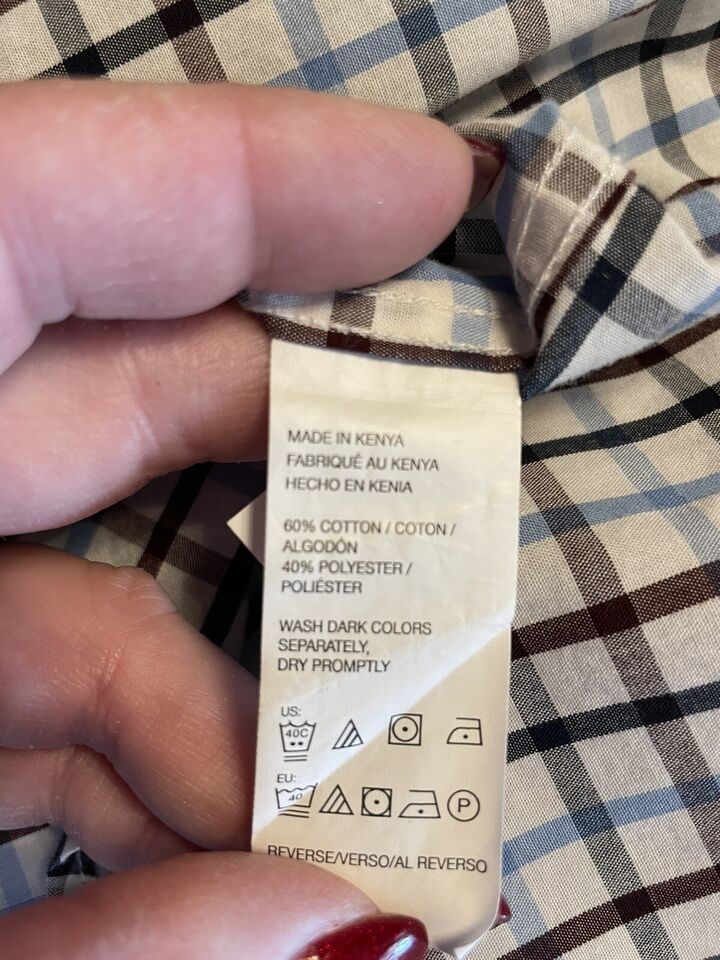 MADE IN KENYA
FABRIQUÉ AU KENYA
HECHO EN KENIA
60% COTTON / COTON /
ALGODÓN
40% POLYESTER /
POLIÉSTER
WASH DARK COLORS
SEPARATELY,
DRY PROMPTLY
US:
40C
EU:
40 P
REVERSE/VERSO/AL REVERSO